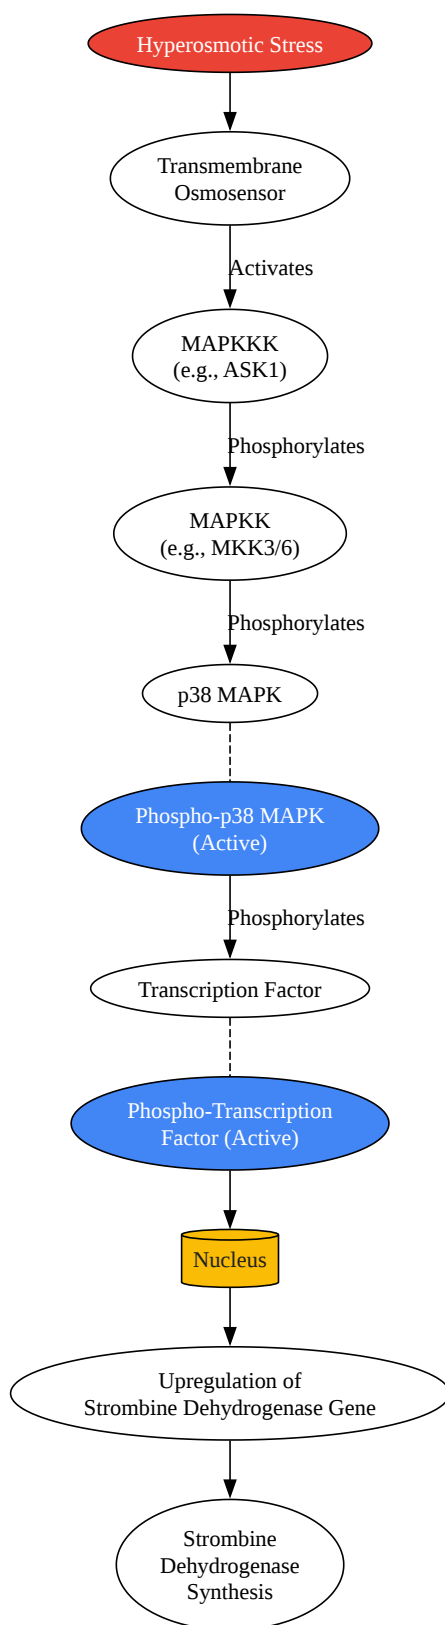 Hyperosmotic Stress
Transmembrane
Osmosensor
Activates
MAPKKK
(e.g., ASK1)
Phosphorylates
MAPKK
(e.g., MKK3/6)
Phosphorylates
p38 MAPK
Phospho-p38 MAPK
(Active)
Phosphorylates
Transcription Factor
Phospho-Transcription
Factor (Active)
Nucleus
Upregulation of
Strombine Dehydrogenase Gene
Strombine
Dehydrogenase
Synthesis